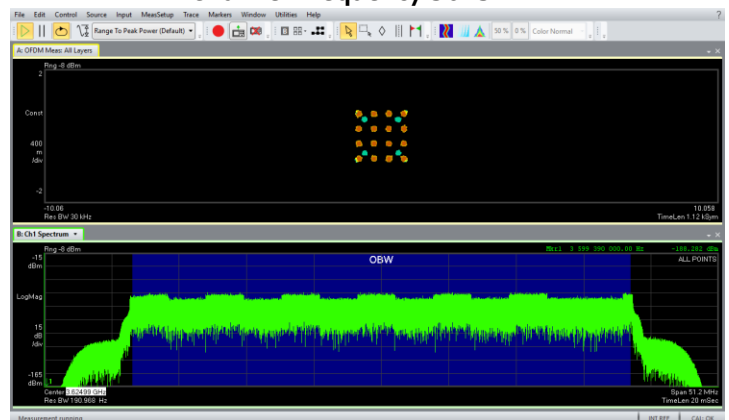 File Edit Control Source Input MeasSetup Trace Markers Window Utilities Help ?
Range To Peak Power (Default) 50 % 0 % Color Normal
A: OFDM Meas All Layers
Rng -8 dBm
2
Const
400
m
/div
-2
-10.06 10.058
Res BW 30 kHz TimeLen 1.12 kSym
B: Ch1 Spectrum
Rng -8 dBm Mkr1 3 599 390 000.00 Hz
-15 OBW ALL POINTS
dBm
LogMag
15
dB
/div
-165
dBm 1
Center 3.62499 GHz Span 51.2 MHz
Res BW 190.968 Hz TimeLen 20 mSec
Measurement running INT REF CAL: OK